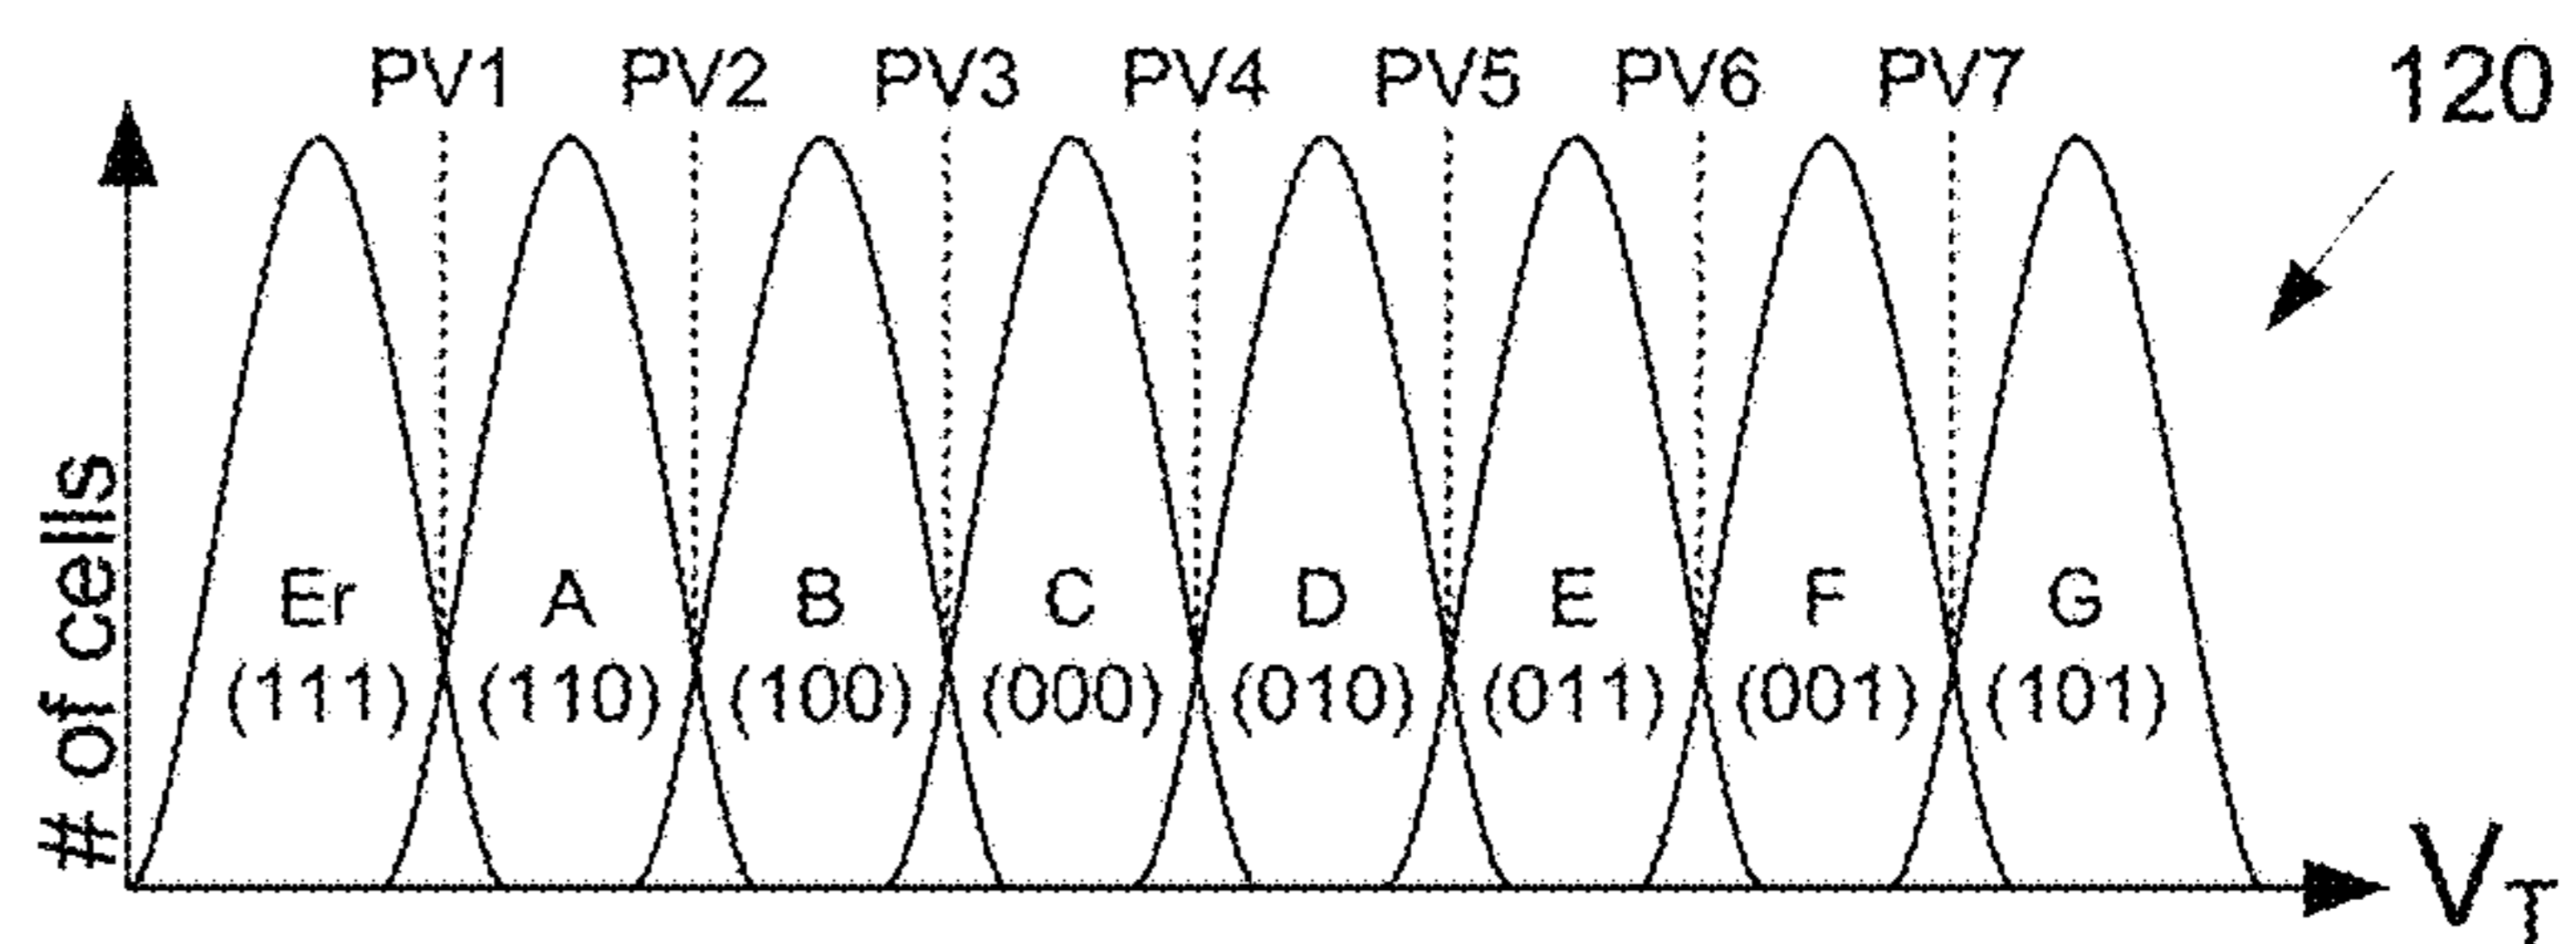 PV1 PV2 PV3 PV4 PV5 PV6 PV7
120
# of cells
Er A B C D E F G
(111) (110) (100) (000) (010) (011) (001) (101)
VT